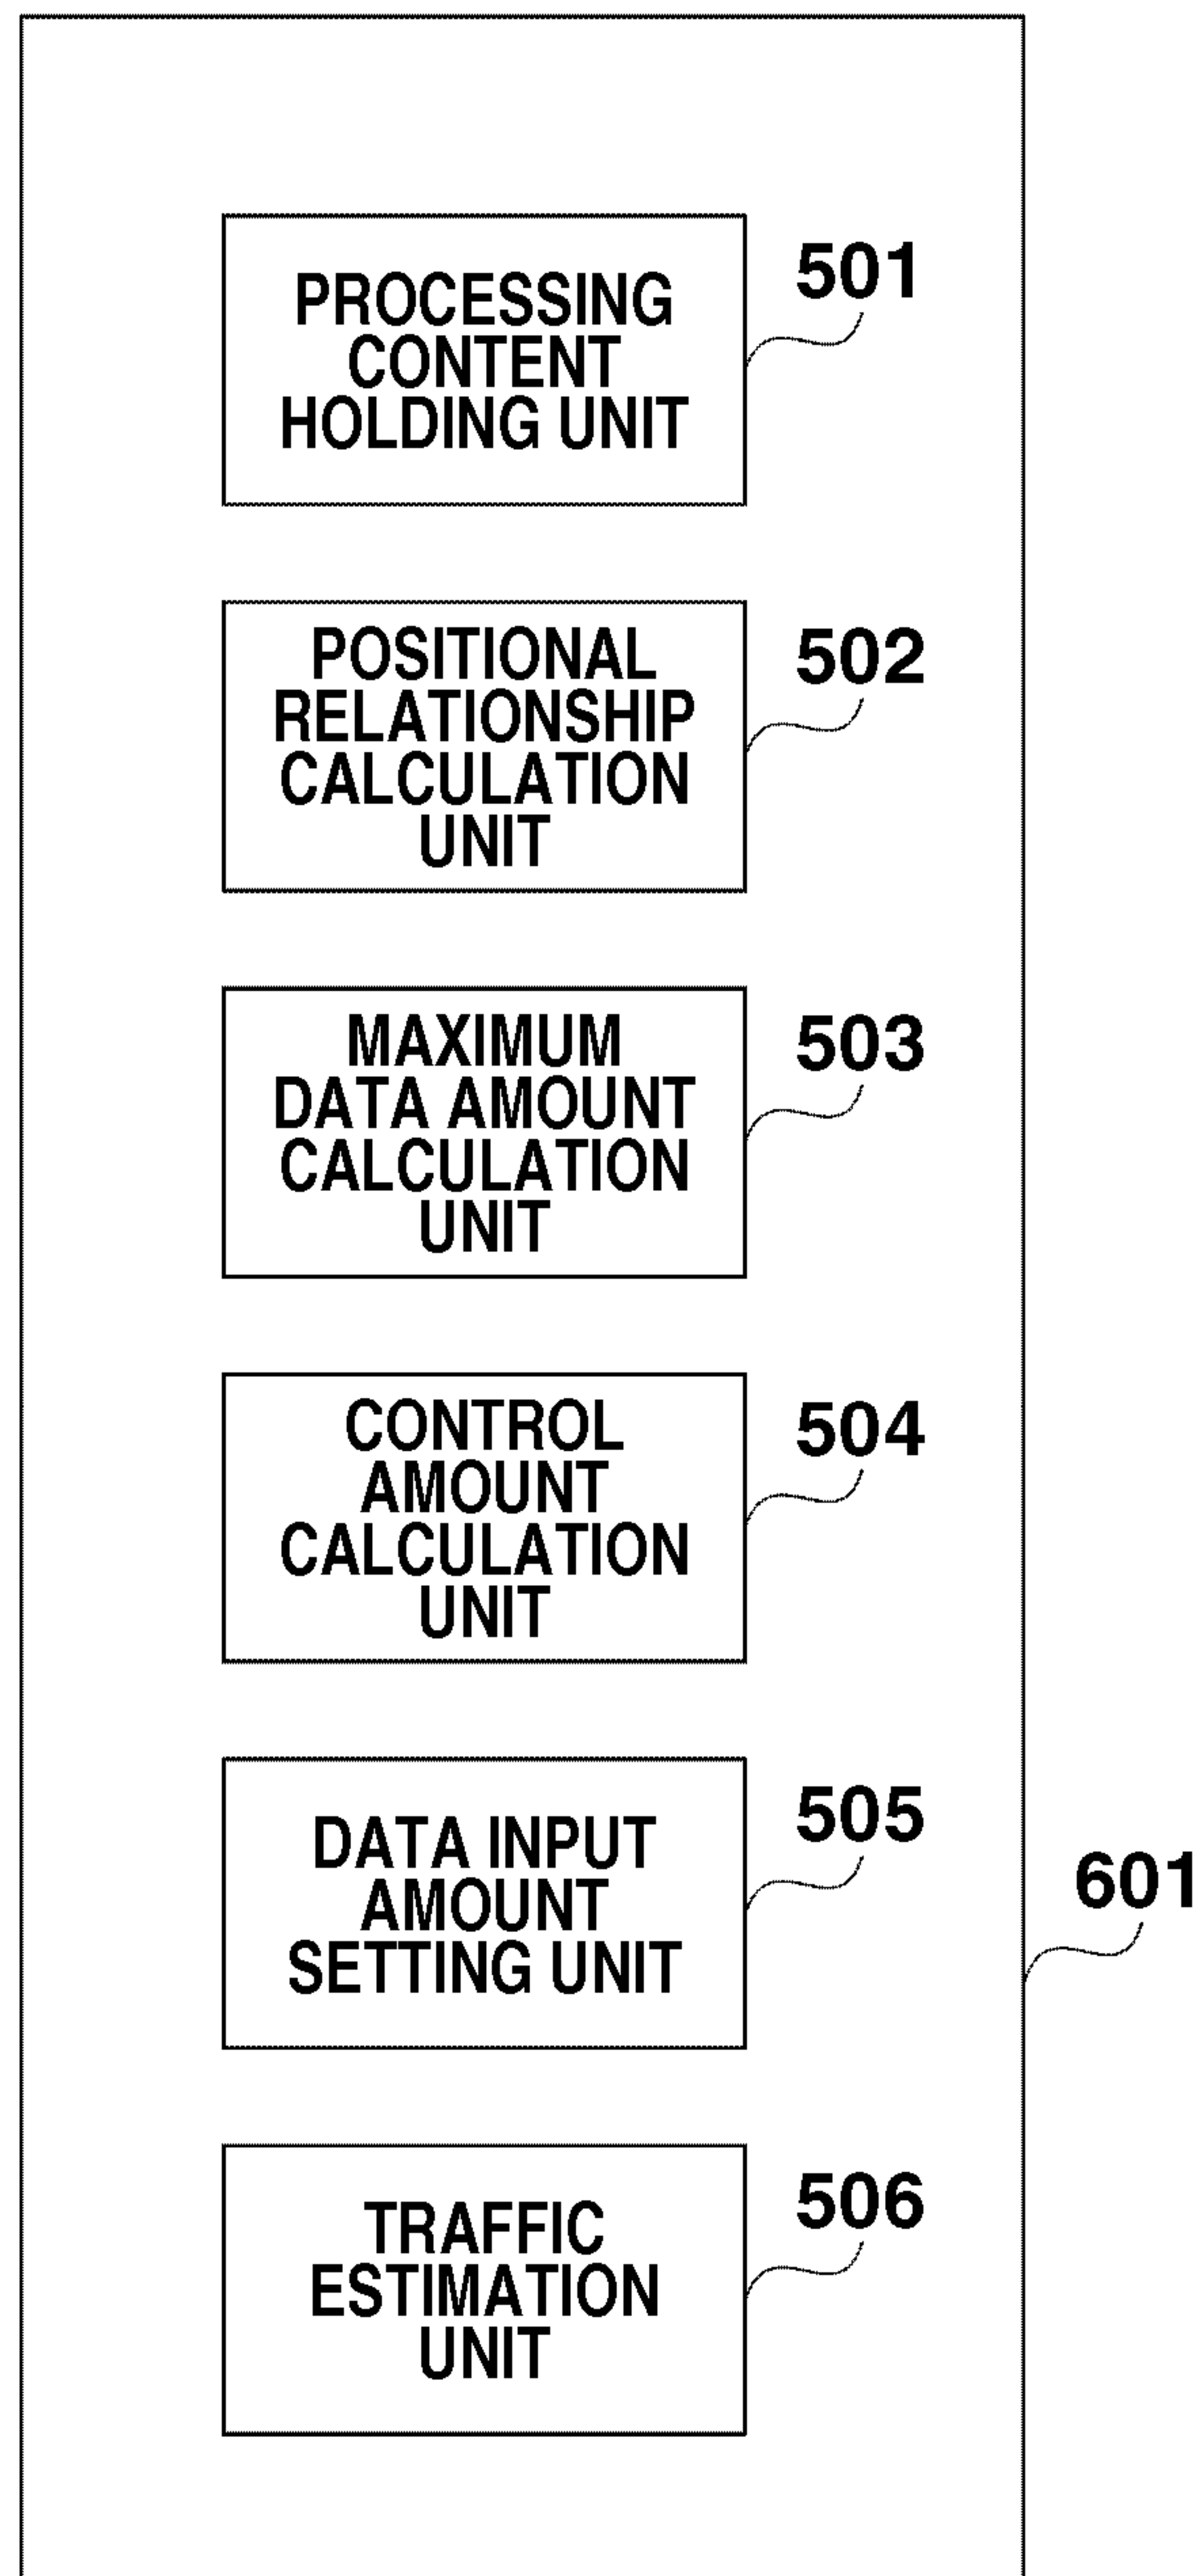 PROCESSING
CONTENT
HOLDING UNIT
501
POSITIONAL
RELATIONSHIP
CALCULATION
UNIT
502
MAXIMUM
DATA AMOUNT
CALCULATION
UNIT
503
CONTROL
AMOUNT
CALCULATION
UNIT
504
DATA INPUT
AMOUNT
SETTING UNIT
505
601
TRAFFIC
ESTIMATION
UNIT
506